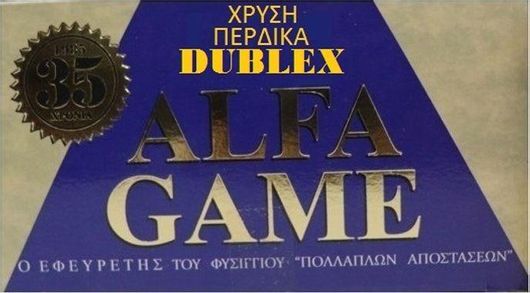 ΧΡΥΣΗ
ΠΕΡΔΙΚΑ
DUBLEX
35
ΧΡΟΝΙΑ
ALFA
GAME
Ο ΕΦΕΥΡΕΤΗΣ ΤΟΥ ΦΥΣΙΓΓΙΟΥ "ΠΟΛΛΑΠΛΩΝ ΑΠΟΣΤΑΣΕΩΝ"